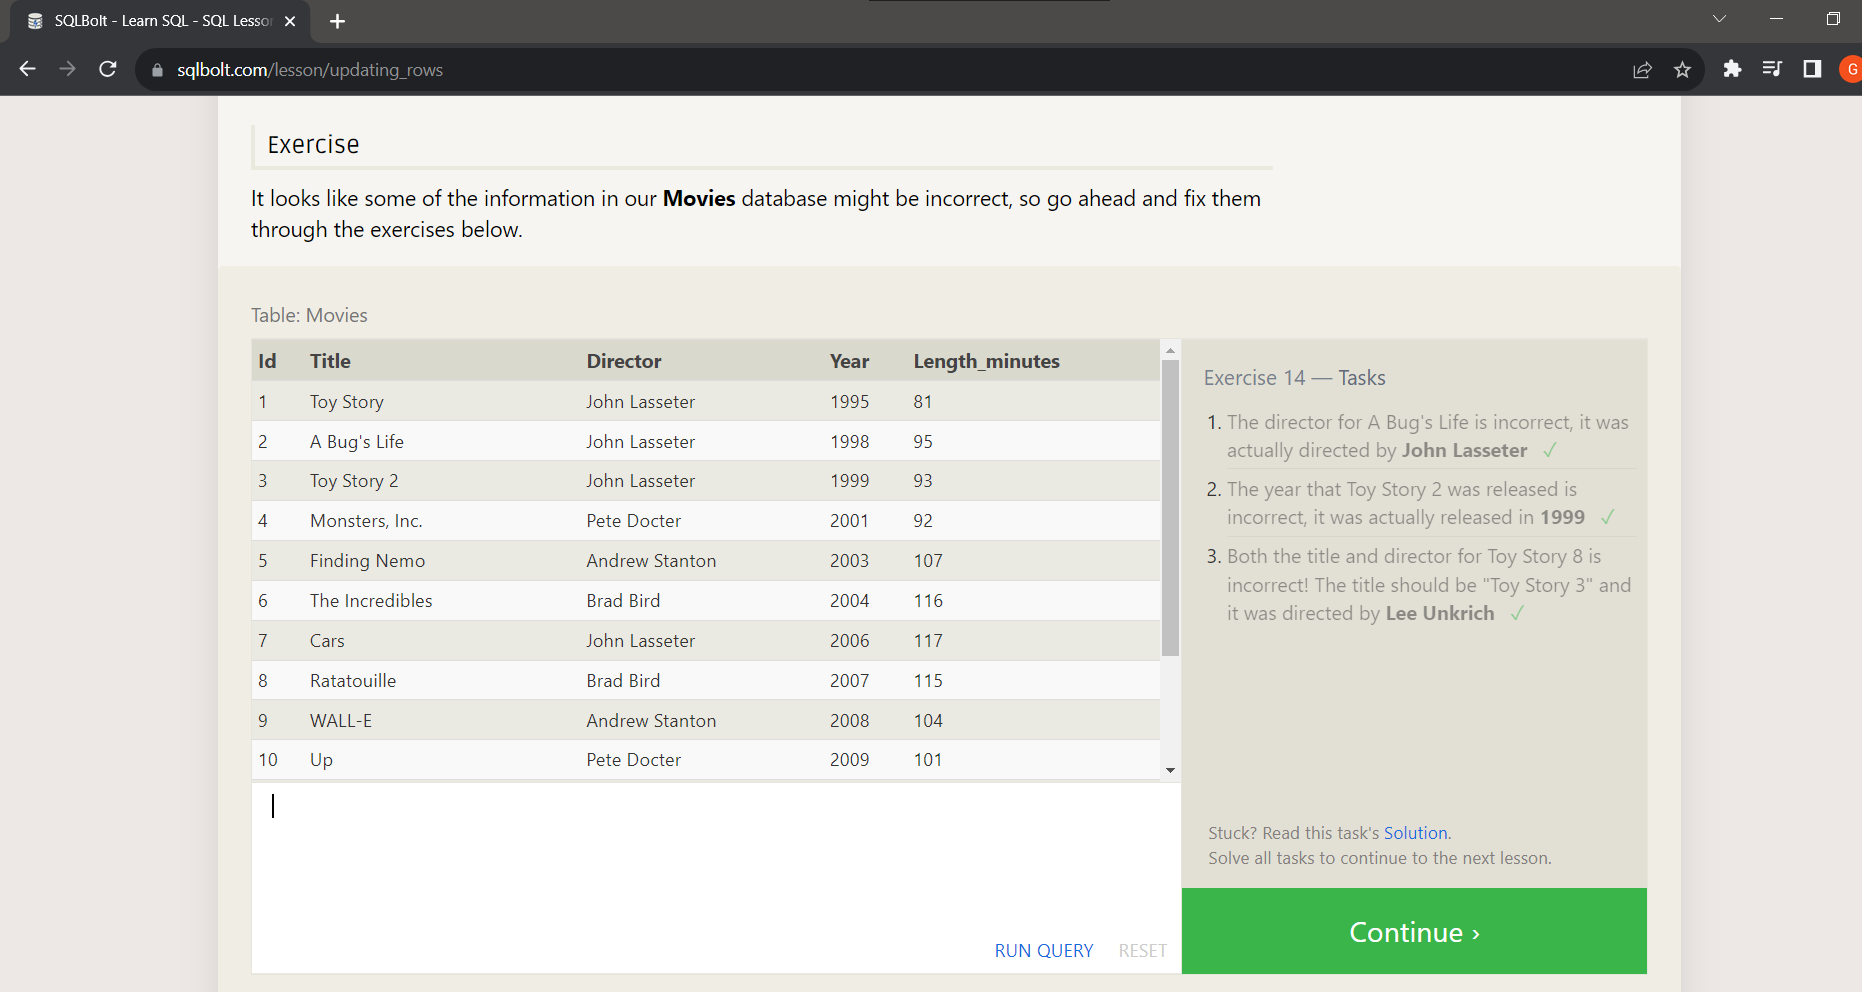 SQLBolt - Learn SQL - SQL Lesso
sqlbolt.com/lesson/updating_rows
G
Exercise
It looks like some of the information in our Movies database might be incorrect, so go ahead and fix them
through the exercises below.
Table: Movies
Id Title Director Year Length_minutes
1 Toy Story John Lasseter 1995 81
2 A Bug's Life John Lasseter 1998 95
3 Toy Story 2 John Lasseter 1999 93
4 Monsters, Inc. Pete Docter 2001 92
5 Finding Nemo Andrew Stanton 2003 107
6 The Incredibles Brad Bird 2004 116
7 Cars John Lasseter 2006 117
8 Ratatouille Brad Bird 2007 115
9 WALL-E Andrew Stanton 2008 104
10 Up Pete Docter 2009 101
RUN QUERY RESET
Exercise 14 — Tasks
1. The director for A Bug's Life is incorrect, it was
actually directed by John Lasseter ✓
2. The year that Toy Story 2 was released is
incorrect, it was actually released in 1999 ✓
3. Both the title and director for Toy Story 8 is
incorrect! The title should be "Toy Story 3" and
it was directed by Lee Unkrich ✓
Stuck? Read this task's Solution.
Solve all tasks to continue to the next lesson.
Continue ›